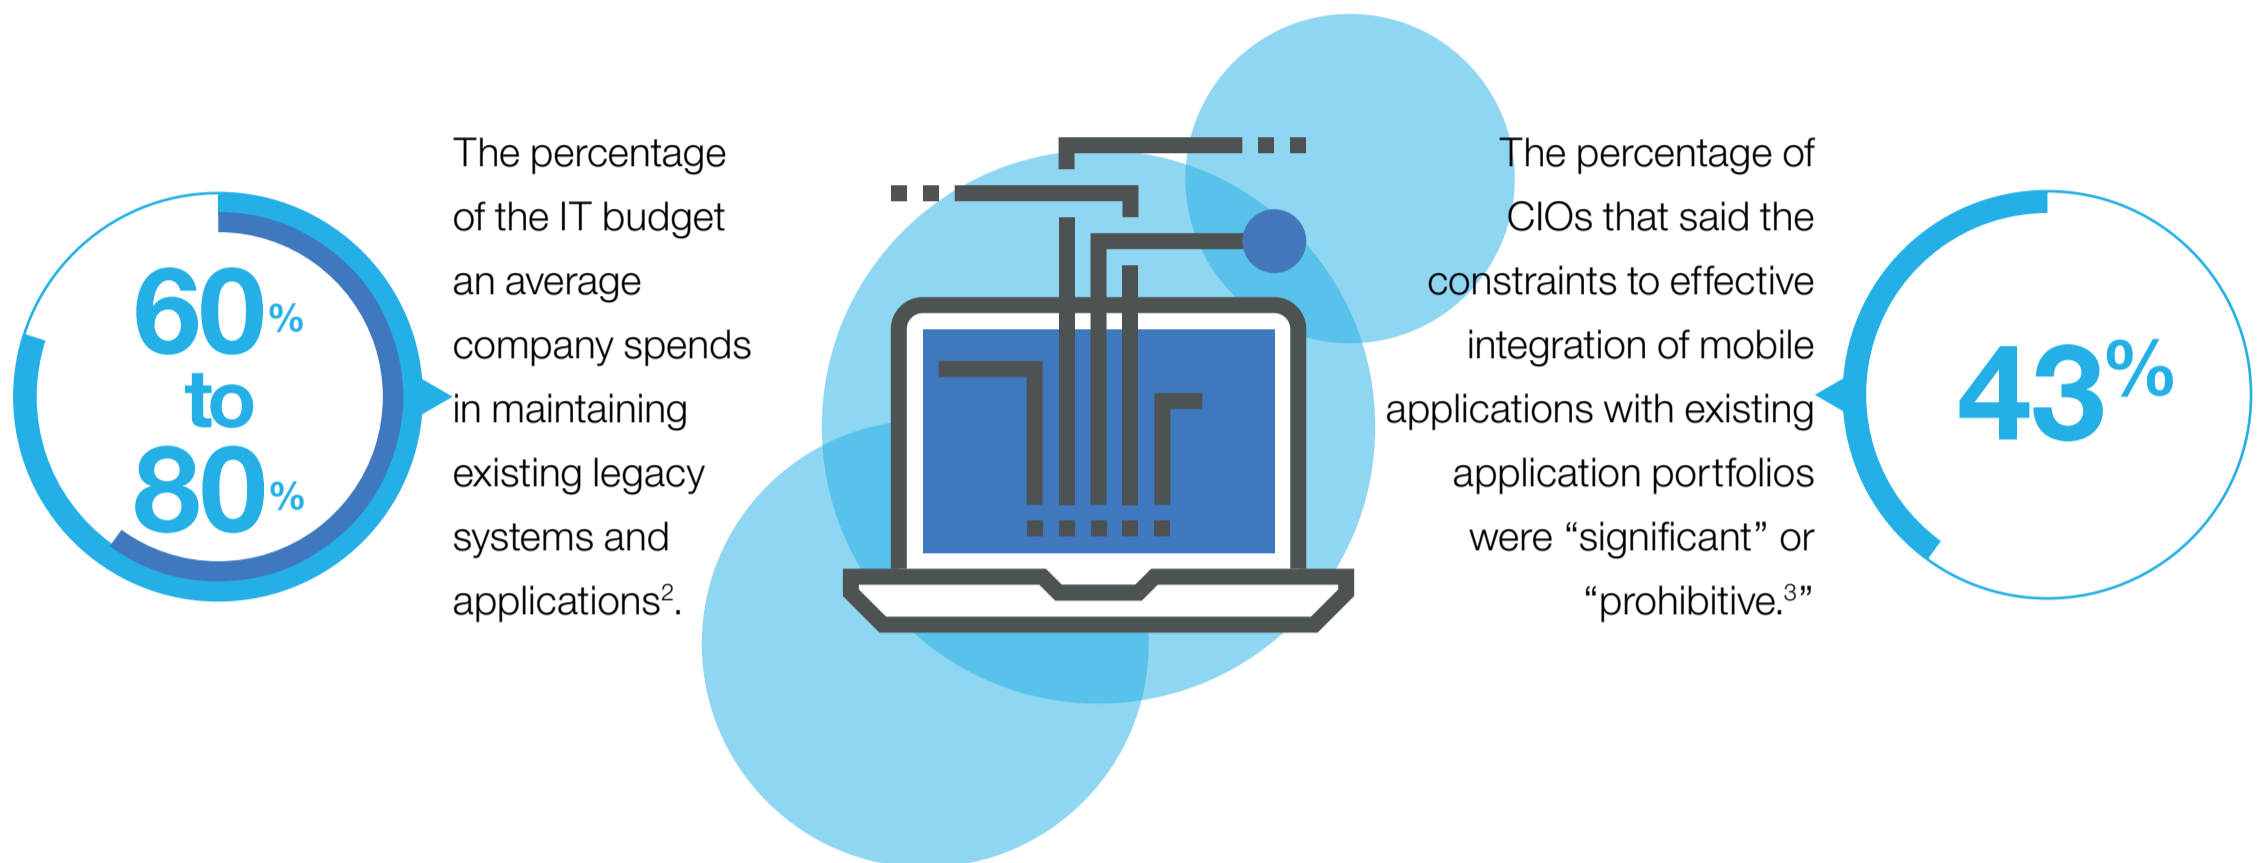 60%
to
80%
The percentage
of the IT budget
an average
company spends
in maintaining
existing legacy
systems and
applications².
The percentage of
CIOs that said the
constraints to effective
integration of mobile
applications with existing
application portfolios
were “significant” or
“prohibitive.³”
43%